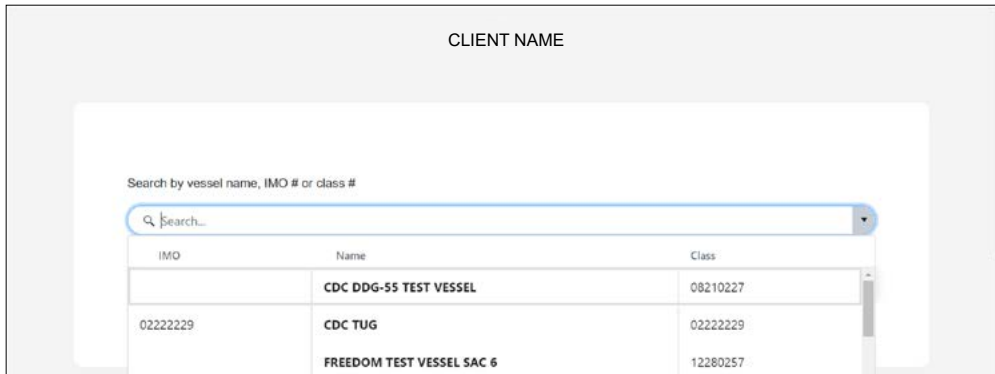 CLIENT NAME
Search by vessel name, IMO # or class #
Search...
IMO Name Class
CDC DDG-55 TEST VESSEL 08210227
02222229 CDC TUG 02222229
FREEDOM TEST VESSEL SAC 6 12280257